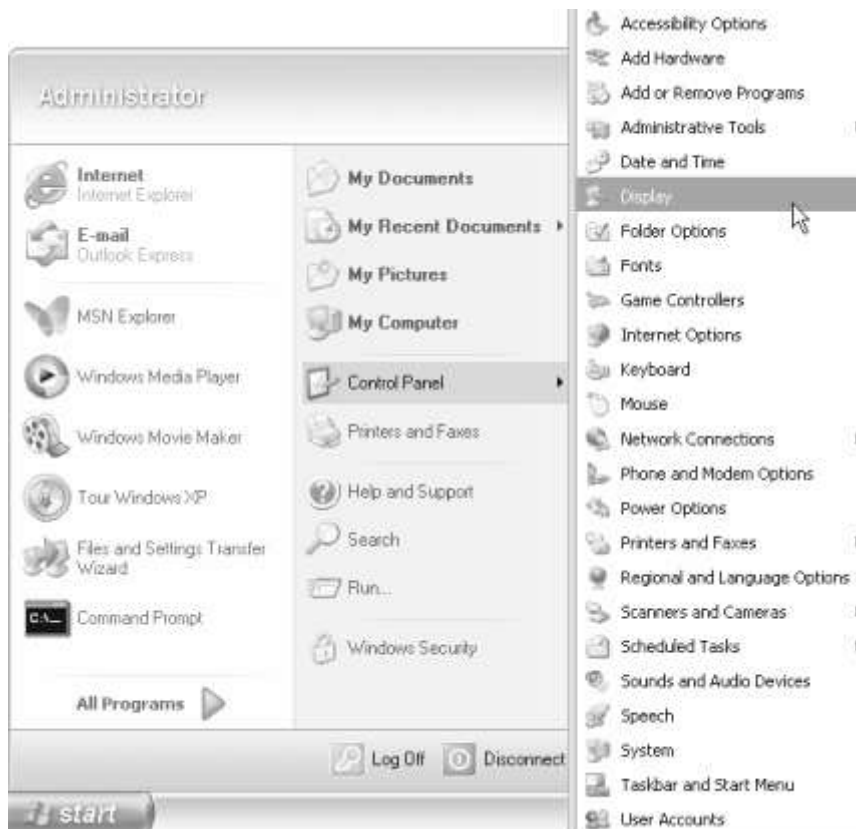 Administrator
Internet
Internet Explorer
E-mail
Outlook Express
MSN Explorer
Windows Media Player
Windows Movie Maker
Tour Windows XP
Files and Settings Transfer
Wizard
C:\_
Command Prompt
All Programs
My Documents
My Recent Documents
My Pictures
My Computer
Control Panel
Printers and Faxes
Help and Support
Search
Run...
Windows Security
Log Off
Disconnect
start
Accessibility Options
Add Hardware
Add or Remove Programs
Administrative Tools
Date and Time
Display
Folder Options
Fonts
Game Controllers
Internet Options
Keyboard
Mouse
Network Connections
Phone and Modem Options
Power Options
Printers and Faxes
Regional and Language Options
Scanners and Cameras
Scheduled Tasks
Sounds and Audio Devices
Speech
System
Taskbar and Start Menu
User Accounts